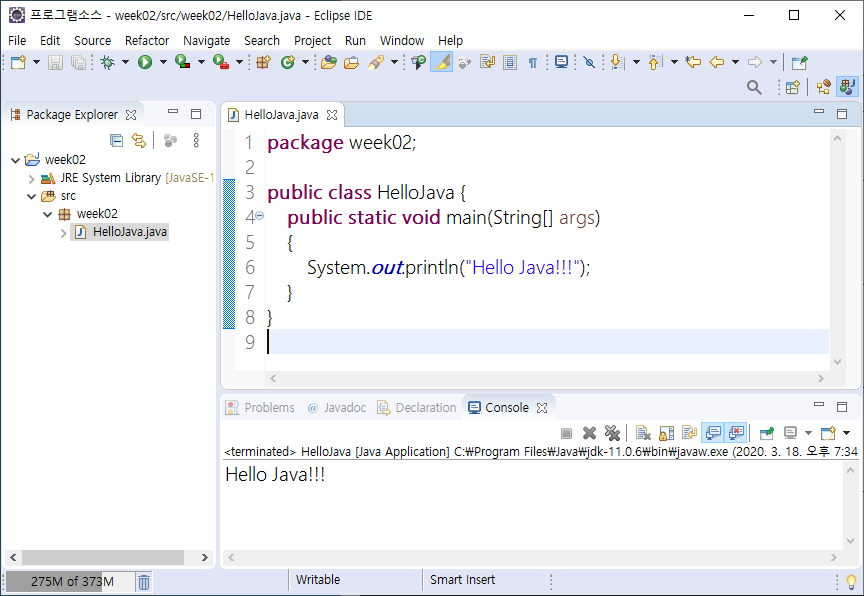 프로그램소스 - week02/src/week02/HelloJava.java - Eclipse IDE
File Edit Source Refactor Navigate Search Project Run Window Help
Package Explorer
week02
JRE System Library [JavaSE-1
src
week02
HelloJava.java
HelloJava.java
1 package week02;
2
3 public class HelloJava {
4 public static void main(String[] args)
5 {
6 System.out.println("Hello Java!!!");
7 }
8 }
9
Problems @ Javadoc Declaration Console
<terminated> HelloJava [Java Application] C:₩Program Files₩Java₩jdk-11.0.6₩bin₩javaw.exe (2020. 3. 18. 오후 7:34
Hello Java!!!
275M of 373M Writable Smart Insert